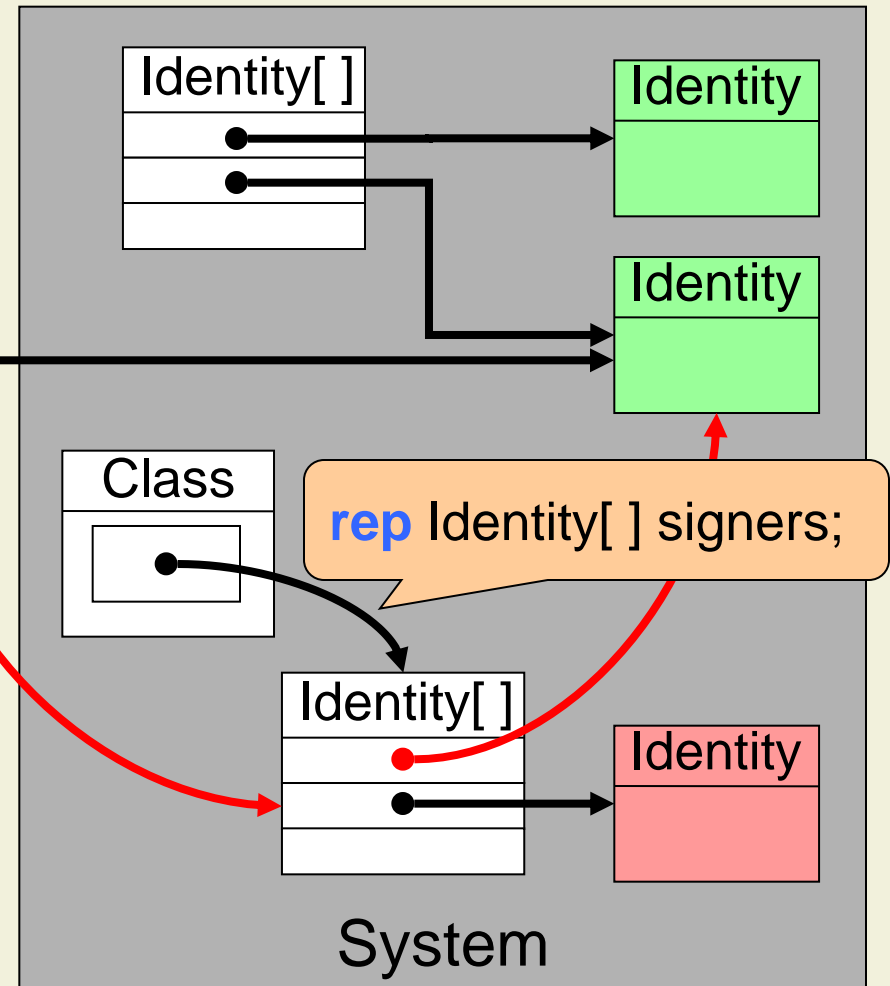 Identity[ ]
Identity
Identity
Class
rep Identity[ ] signers;
Identity[ ]
Identity
System